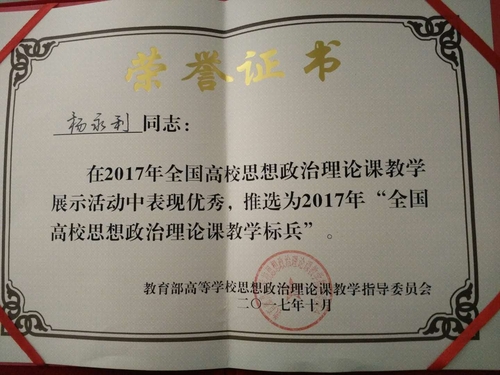 荣誉证书
杨永利 同志：
在2017年全国高校思想政治理论课教学
展示活动中表现优秀，推选为2017年“全国
高校思想政治理论课教学标兵”。
教育部高等学校思想政治理论课教学指导委员会
二〇一七年十月